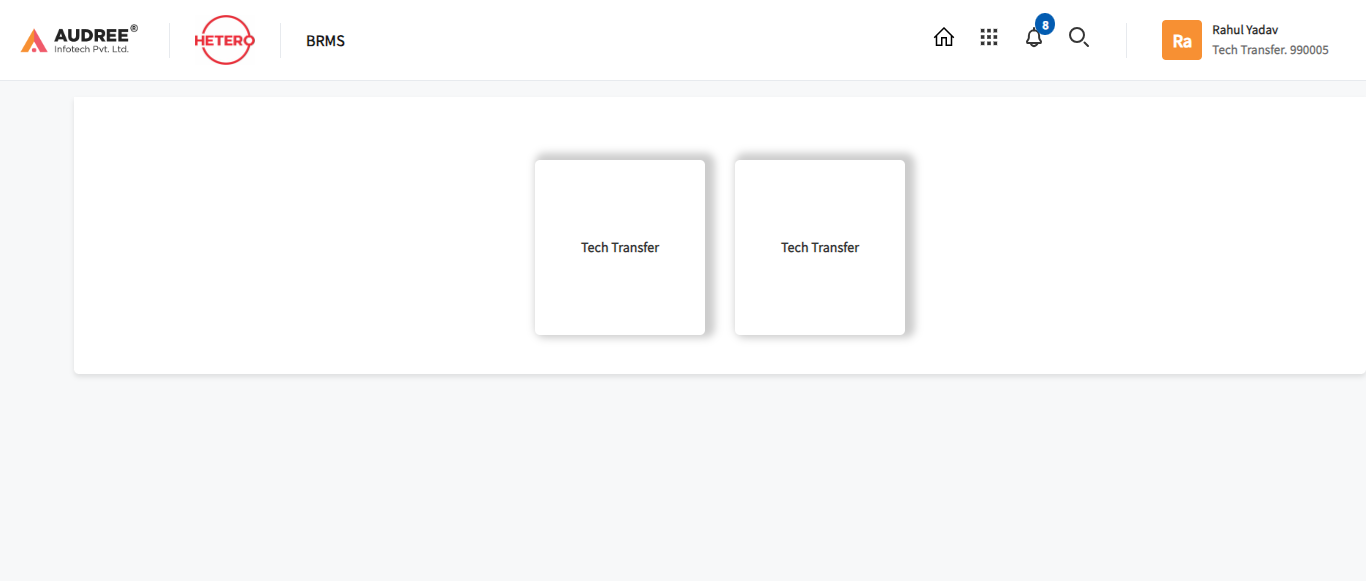 AUDREE®
Infotech Pvt. Ltd.
HETERO
BRMS
8
Ra
Rahul Yadav
Tech Transfer. 990005
Tech Transfer
Tech Transfer